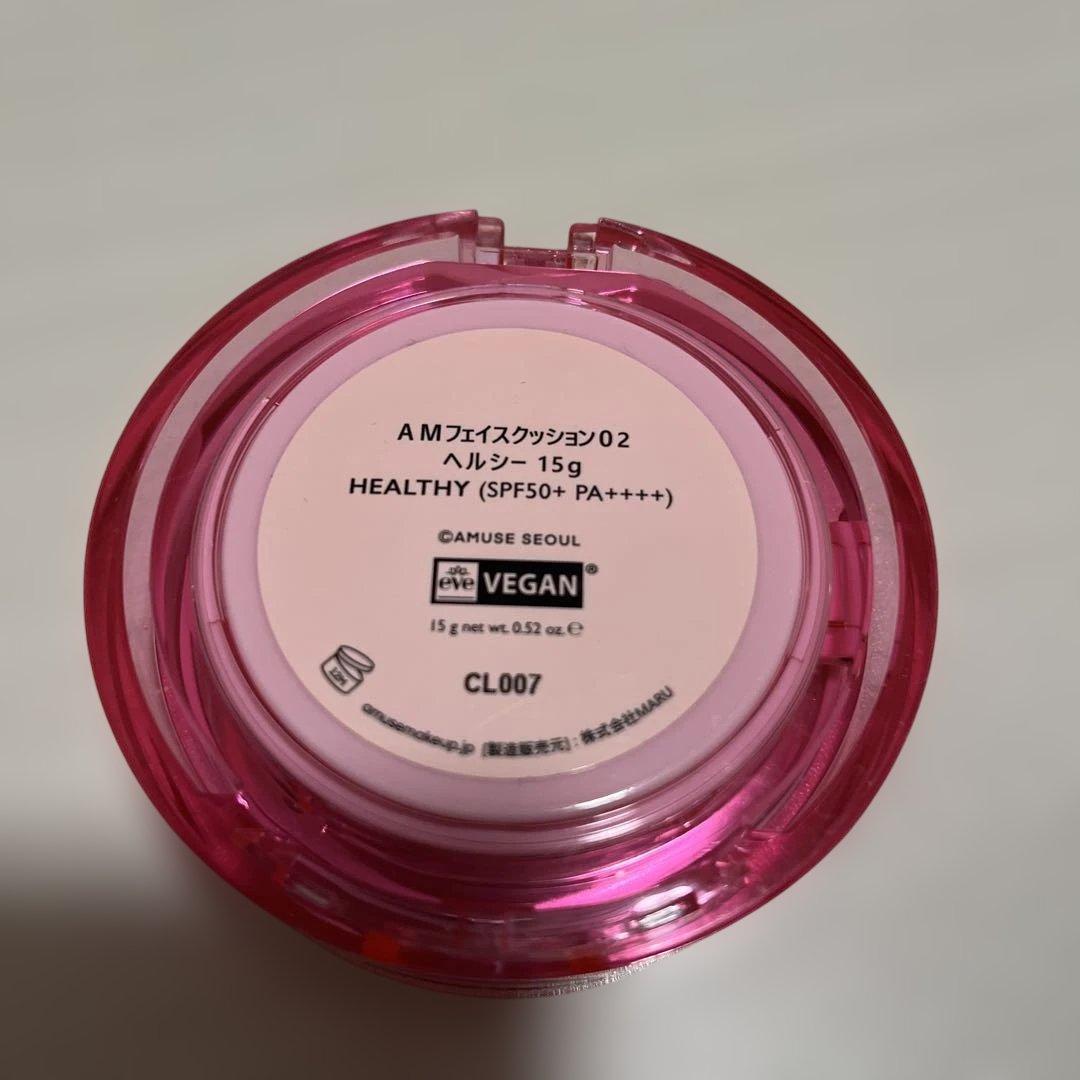 AMフェイスクッション02
ヘルシー 15g
HEALTHY (SPF50+ PA++++)
©AMUSE SEOUL
eve VEGAN®
15 g net wt. 0.52 oz. ℮
CL007
amusemakeup.jp [製造販売元]:株式会社MARU